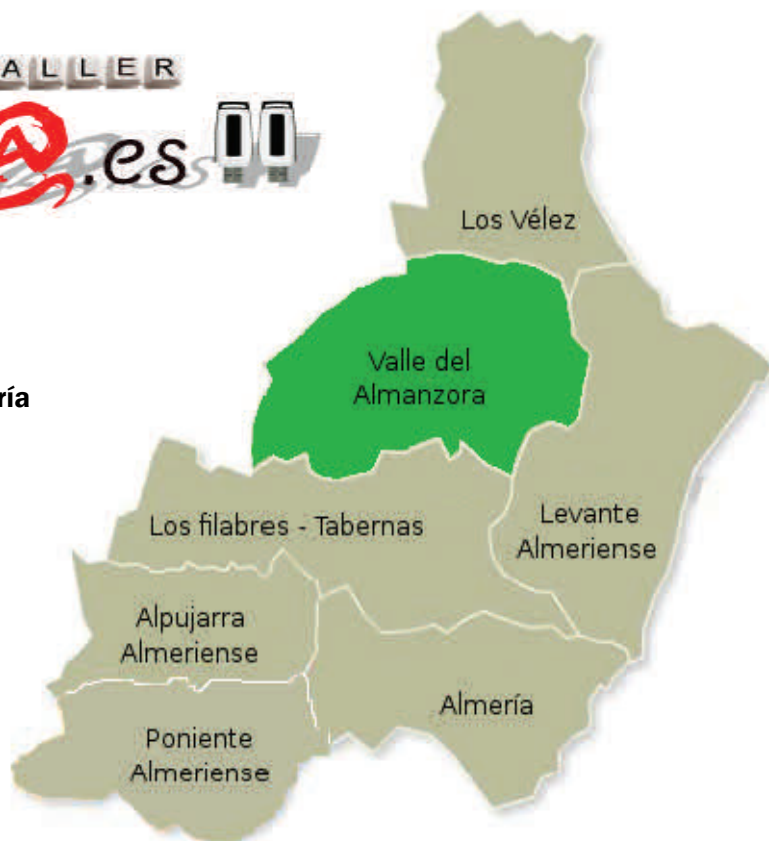 ALLER
@.es
Los Vélez
Valle del
Almanzora
ría
Los filabres - Tabernas
Levante
Almeriense
Alpujarra
Almeriense
Almería
Poniente
Almeriense